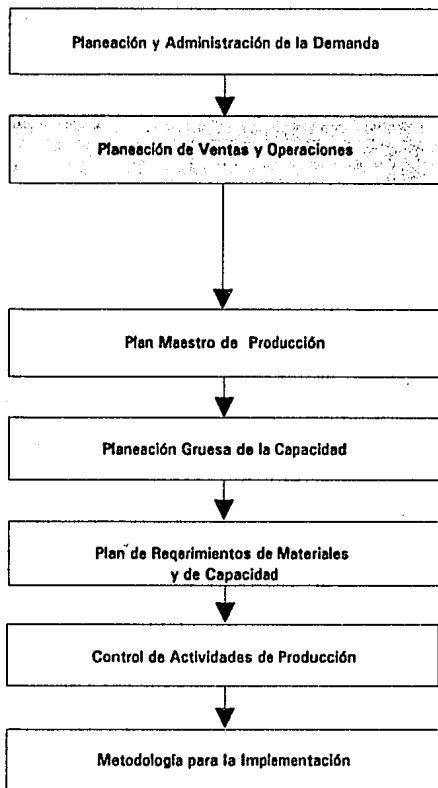 Planeación y Administración de la Demanda
Planeación de Ventas y Operaciones
Plan Maestro de Producción
Planeación Gruesa de la Capacidad
Plan de Reqerimientos de Materiales
y de Capacidad
Control de Actividades de Producción
Metodología para la Implementación